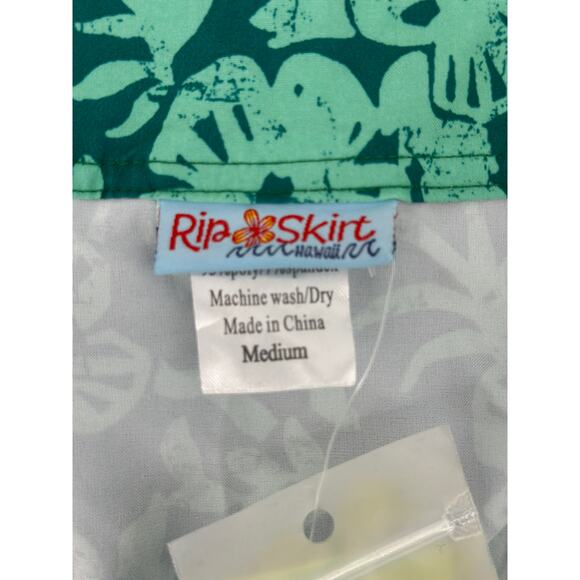 Rip Skirt
Hawaii
Machine wash/Dry
Made in China
Medium